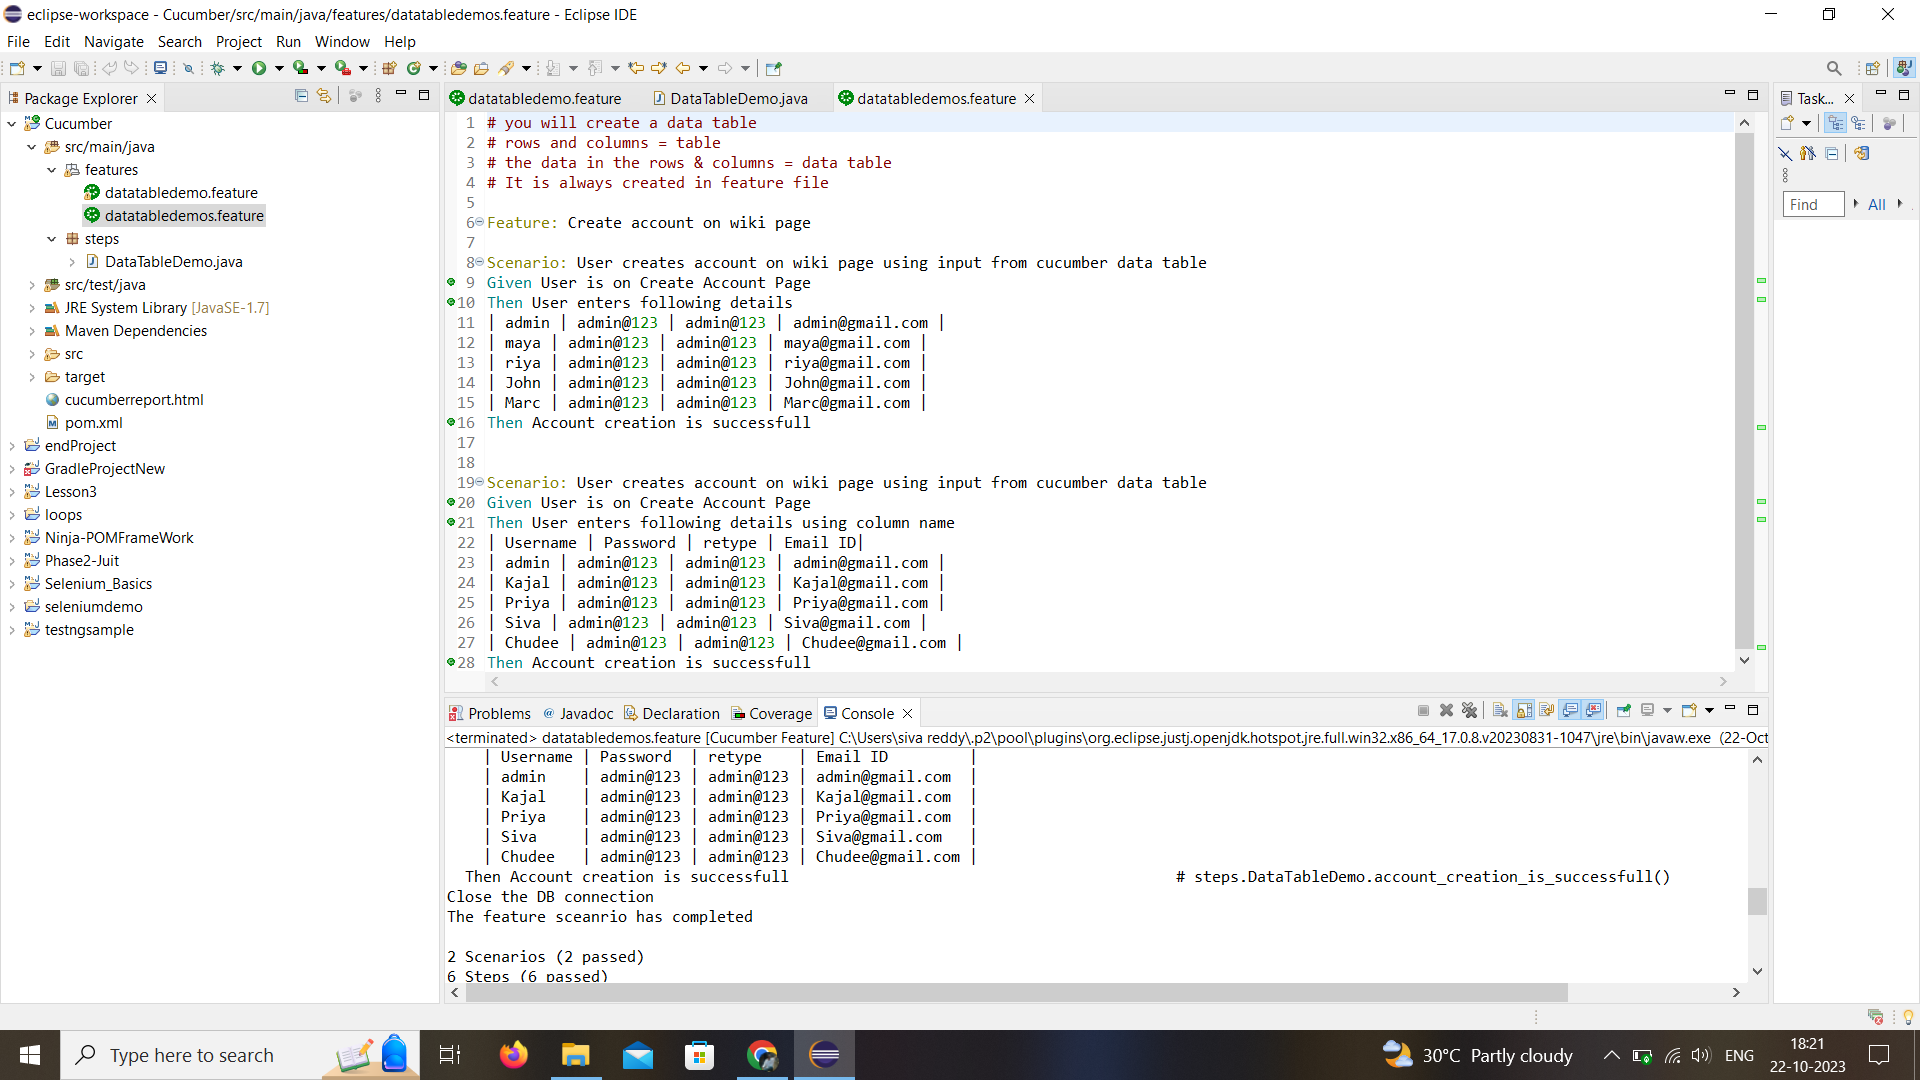 eclipse-workspace - Cucumber/src/main/java/features/datatabledemos.feature - Eclipse IDE
File Edit Navigate Search Project Run Window Help
Package Explorer
Cucumber
src/main/java
features
datatabledemo.feature
datatabledemos.feature
steps
DataTableDemo.java
src/test/java
JRE System Library [JavaSE-1.7]
Maven Dependencies
src
target
cucumberreport.html
pom.xml
endProject
GradleProjectNew
Lesson3
loops
Ninja-POMFrameWork
Phase2-Juit
Selenium_Basics
seleniumdemo
testngsample
datatabledemo.feature DataTableDemo.java datatabledemos.feature
1 # you will create a data table
2 # rows and columns = table
3 # the data in the rows & columns = data table
4 # It is always created in feature file
5
6 Feature: Create account on wiki page
7
8 Scenario: User creates account on wiki page using input from cucumber data table
9 Given User is on Create Account Page
10 Then User enters following details
11 | admin | admin@123 | admin@123 | admin@gmail.com |
12 | maya | admin@123 | admin@123 | maya@gmail.com |
13 | riya | admin@123 | admin@123 | riya@gmail.com |
14 | John | admin@123 | admin@123 | John@gmail.com |
15 | Marc | admin@123 | admin@123 | Marc@gmail.com |
16 Then Account creation is successfull
17
18
19 Scenario: User creates account on wiki page using input from cucumber data table
20 Given User is on Create Account Page
21 Then User enters following details using column name
22 | Username | Password | retype | Email ID|
23 | admin | admin@123 | admin@123 | admin@gmail.com |
24 | Kajal | admin@123 | admin@123 | Kajal@gmail.com |
25 | Priya | admin@123 | admin@123 | Priya@gmail.com |
26 | Siva | admin@123 | admin@123 | Siva@gmail.com |
27 | Chudee | admin@123 | admin@123 | Chudee@gmail.com |
28 Then Account creation is successfull
Task...
Find All
Problems Javadoc Declaration Coverage Console
<terminated> datatabledemos.feature [Cucumber Feature] C:\Users\siva reddy\.p2\pool\plugins\org.eclipse.justj.openjdk.hotspot.jre.full.win32.x86_64_17.0.8.v20230831-1047\jre\bin\javaw.exe (22-Oct
| Username | Password | retype | Email ID |
| admin | admin@123 | admin@123 | admin@gmail.com |
| Kajal | admin@123 | admin@123 | Kajal@gmail.com |
| Priya | admin@123 | admin@123 | Priya@gmail.com |
| Siva | admin@123 | admin@123 | Siva@gmail.com |
| Chudee | admin@123 | admin@123 | Chudee@gmail.com |
Then Account creation is successfull # steps.DataTableDemo.account_creation_is_successfull()
Close the DB connection
The feature sceanrio has completed
2 Scenarios (2 passed)
6 Steps (6 passed)
Type here to search
30°C Partly cloudy
ENG
18:21
22-10-2023